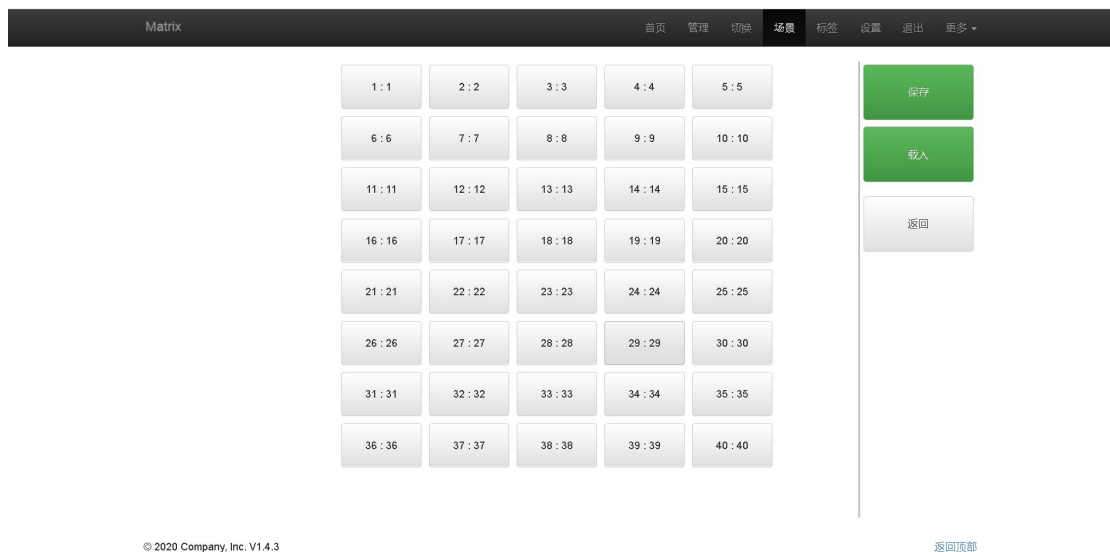 Matrix 首页 管理 切换 场景 标签 设置 退出 更多
1 : 1 2 : 2 3 : 3 4 : 4 5 : 5
保存
6 : 6 7 : 7 8 : 8 9 : 9 10 : 10
载入
11 : 11 12 : 12 13 : 13 14 : 14 15 : 15
返回
16 : 16 17 : 17 18 : 18 19 : 19 20 : 20
21 : 21 22 : 22 23 : 23 24 : 24 25 : 25
26 : 26 27 : 27 28 : 28 29 : 29 30 : 30
31 : 31 32 : 32 33 : 33 34 : 34 35 : 35
36 : 36 37 : 37 38 : 38 39 : 39 40 : 40
© 2020 Company, Inc. V1.4.3 返回顶部